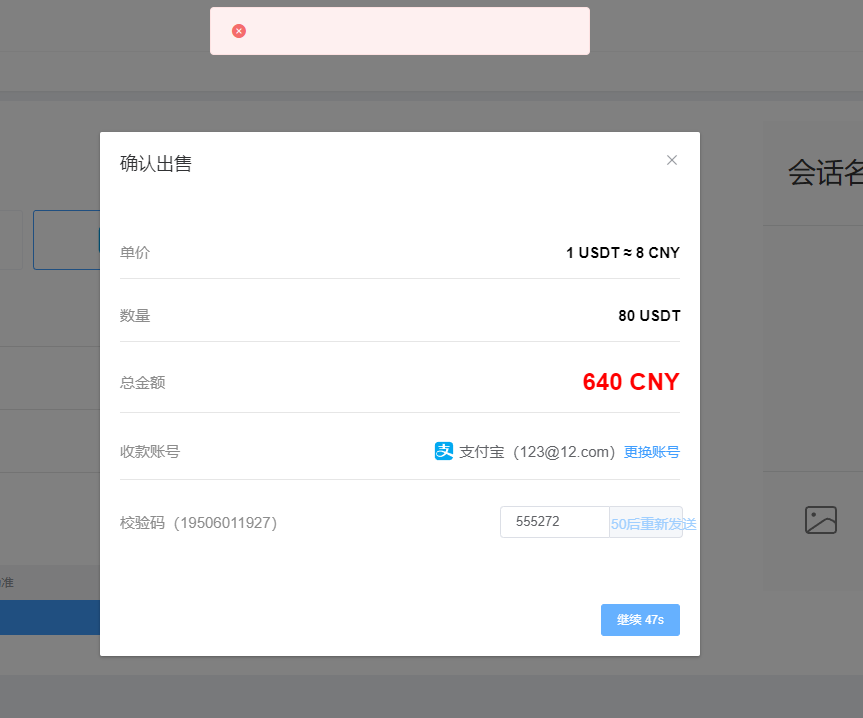 确认出售
会话名
单价
1 USDT ≈ 8 CNY
数量
80 USDT
总金额
640 CNY
收款账号
支 支付宝（123@12.com）更换账号
校验码（19506011927）
555272
50后重新发送
准
继续 47s